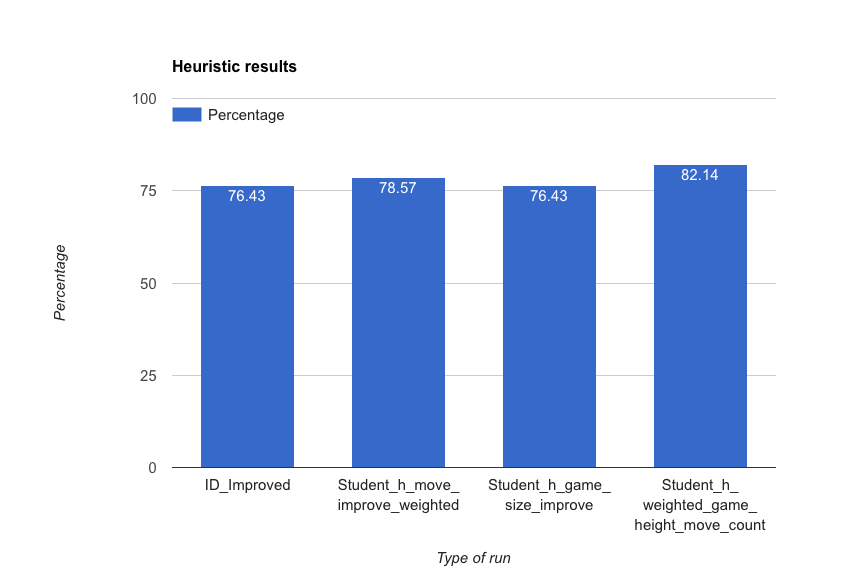 Heuristic results
100
Percentage
82.14
78.57
75
76.43
76.43
Percentage
50
25
0
ID_Improved
Student_h_move_
improve_weighted
Student_h_game_
size_improve
Student_h_
weighted_game_
height_move_count
Type of run